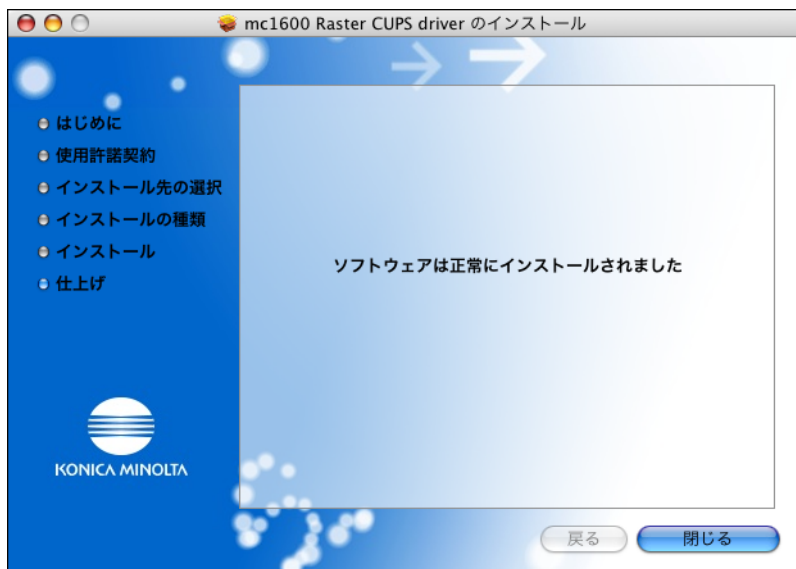 mc1600 Raster CUPS driver のインストール
はじめに
使用許諾契約
インストール先の選択
インストールの種類
インストール
仕上げ
ソフトウェアは正常にインストールされました
KONICA MINOLTA
戻る
閉じる